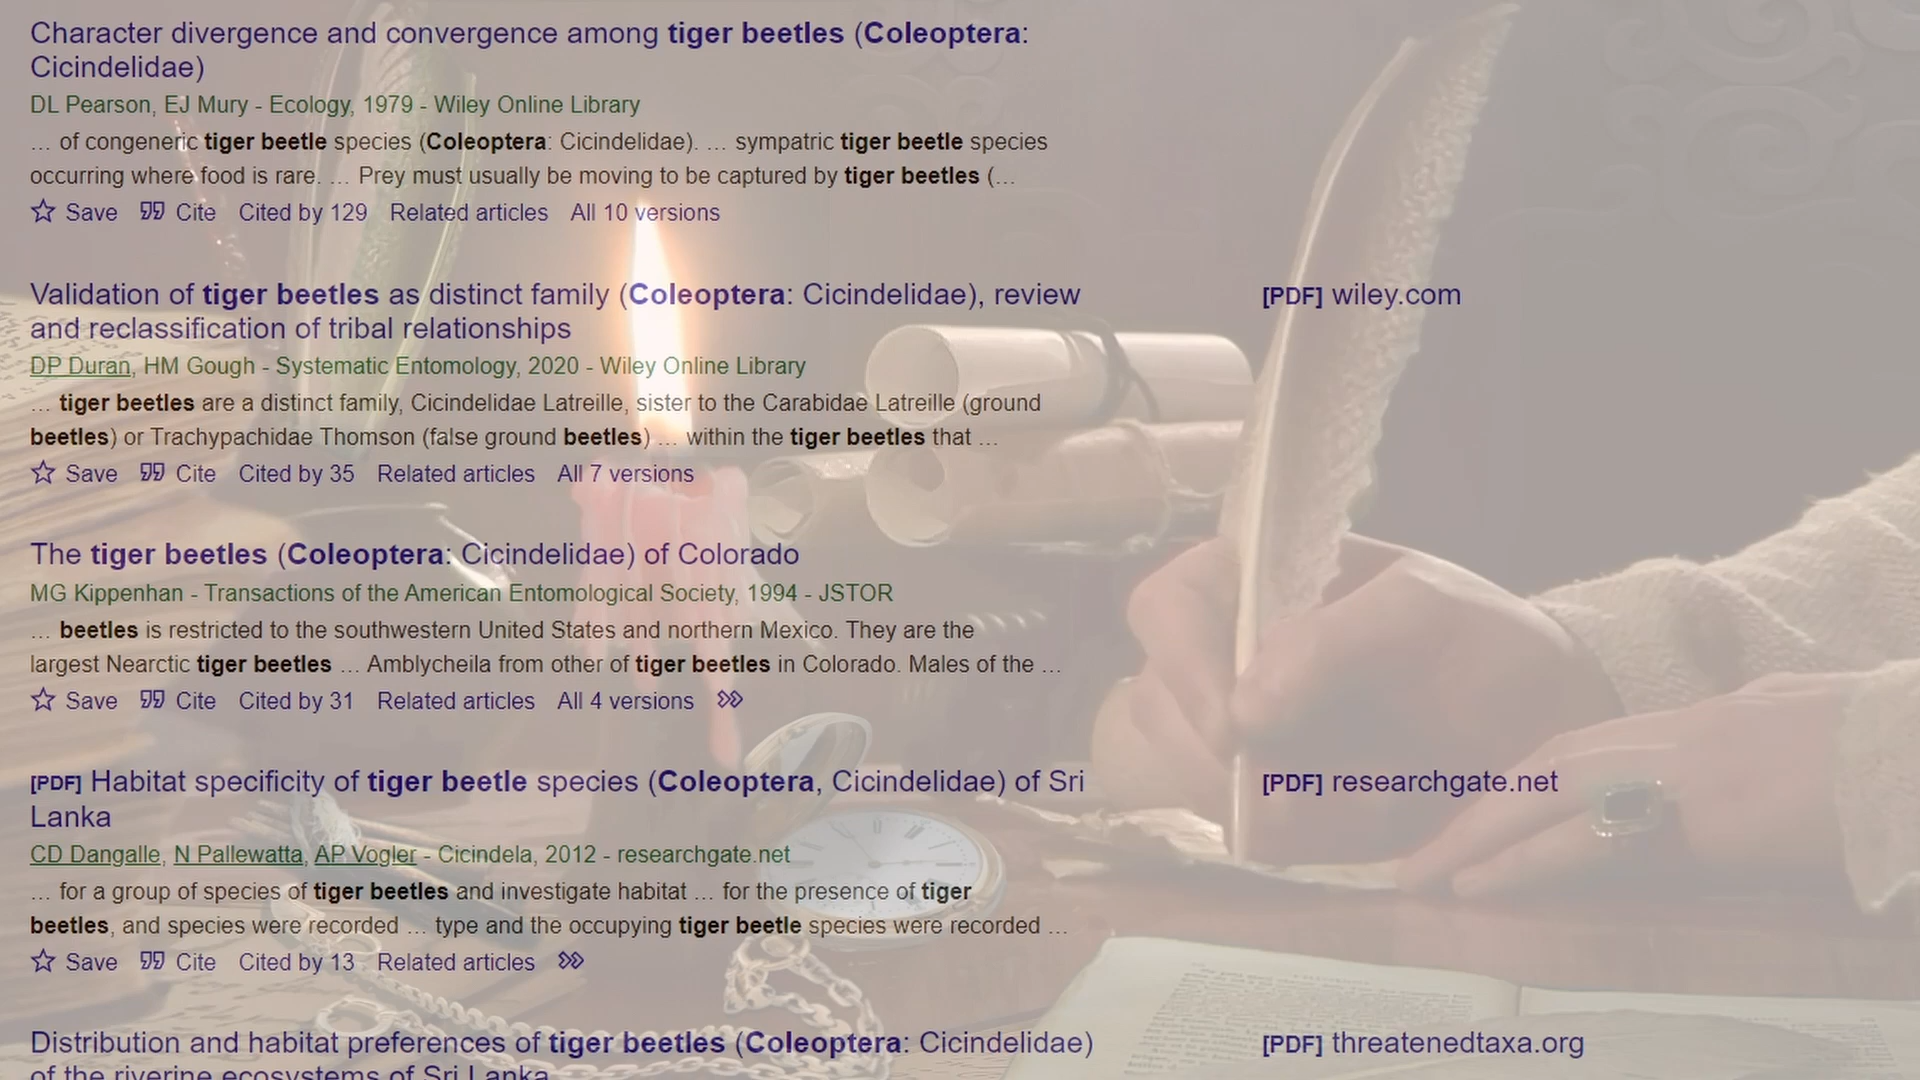 Character divergence and convergence among tiger beetles (Coleoptera:
Cicindelidae)
DL Pearson, EJ Mury - Ecology, 1979 - Wiley Online Library
... of congeneric tiger beetle species (Coleoptera: Cicindelidae). ... sympatric tiger beetle species
occurring where food is rare. ... Prey must usually be moving to be captured by tiger beetles (...
Save Cite Cited by 129 Related articles All 10 versions
Validation of tiger beetles as distinct family (Coleoptera: Cicindelidae), review
and reclassification of tribal relationships
[PDF] wiley.com
DP Duran, HM Gough - Systematic Entomology, 2020 - Wiley Online Library
... tiger beetles are a distinct family, Cicindelidae Latreille, sister to the Carabidae Latreille (ground
beetles) or Trachypachidae Thomson (false ground beetles) ... within the tiger beetles that ...
Save Cite Cited by 35 Related articles All 7 versions
The tiger beetles (Coleoptera: Cicindelidae) of Colorado
MG Kippenhan - Transactions of the American Entomological Society, 1994 - JSTOR
... beetles is restricted to the southwestern United States and northern Mexico. They are the
largest Nearctic tiger beetles ... Amblycheila from other of tiger beetles in Colorado. Males of the ...
Save Cite Cited by 31 Related articles All 4 versions
[PDF] Habitat specificity of tiger beetle species (Coleoptera, Cicindelidae) of Sri
Lanka
[PDF] researchgate.net
CD Dangalle, N Pallewatta, AP Vogler - Cicindela, 2012 - researchgate.net
... for a group of species of tiger beetles and investigate habitat ... for the presence of tiger
beetles, and species were recorded ... type and the occupying tiger beetle species were recorded ...
Save Cite Cited by 13 Related articles
Distribution and habitat preferences of tiger beetles (Coleoptera: Cicindelidae)
of the riverine ecosystems of Sri Lanka
[PDF] threatenedtaxa.org